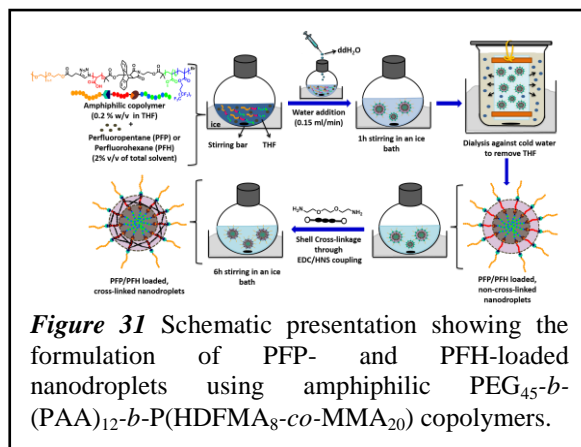 ddH₂O
Amphiphilic copolymer
(0.2 % w/v in THF)
+
Perfluoropentane (PFP) or
Perfluorohexane (PFH)
(2% v/v of total solvent)
ice
Stirring bar
THF
Water addition
(0.15 ml/min)
1h stirring in an ice
bath
Dialysis against cold water
to remove THF
PFP/PFH loaded,
cross-linked nanodroplets
6h stirring in an ice
bath
H₂N
O
O
NH₂
Shell Cross-linkage
through
EDC/HNS coupling
PFP/PFH loaded,
non-cross-linked
nanodroplets
Figure 31 Schematic presentation showing the
formulation of PFP- and PFH-loaded
nanodroplets using amphiphilic PEG₄₅-b-
(PAA)₁₂-b-P(HDFMA₈-co-MMA₂₀) copolymers.